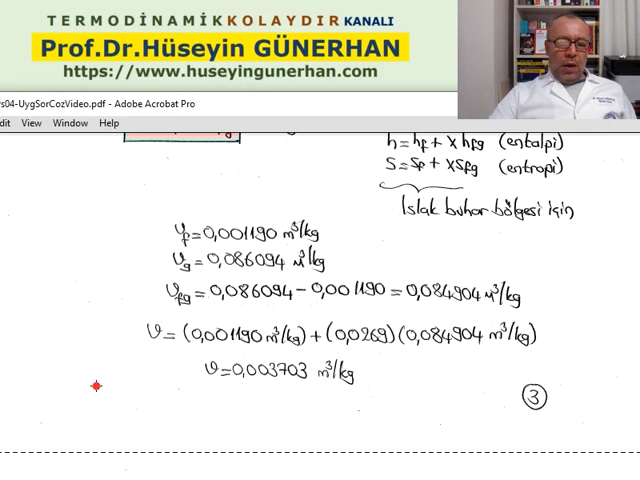 TERMODİNAMİKKOLAYDIR KANALI
Prof.Dr.Hüseyin GÜNERHAN
https://www.huseyingunerhan.com
rs04-UygSorCozVideo.pdf - Adobe Acrobat Pro
dit View Window Help
h=hf + x hfg (entalpi)
s=sf + xsfg (entropi)
Islak buhar bölgesi için
vf=0,001190 m³/kg
vg=0,086094 m³/kg
vfg=0,086094-0,001190=0,084904 m³/kg
v=(0,001190 m³/kg)+(0,0269)(0,084904 m³/kg)
v=0,003703 m³/kg
3